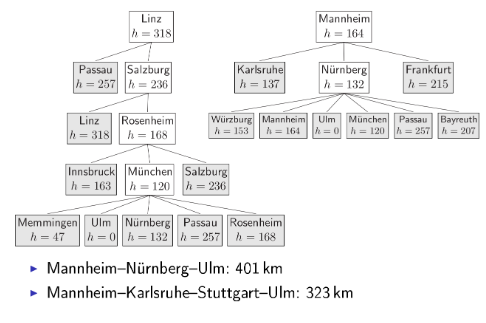 Linz
h = 318
Mannheim
h = 164
Passau
h = 257
Salzburg
h = 236
Karlsruhe
h = 137
Nürnberg
h = 132
Frankfurt
h = 215
Linz
h = 318
Rosenheim
h = 168
Würzburg
h = 153
Mannheim
h = 164
Ulm
h = 0
München
h = 120
Passau
h = 257
Bayreuth
h = 207
Innsbruck
h = 163
München
h = 120
Salzburg
h = 236
Memmingen
h = 47
Ulm
h = 0
Nürnberg
h = 132
Passau
h = 257
Rosenheim
h = 168
Mannheim–Nürnberg–Ulm: 401 km
Mannheim–Karlsruhe–Stuttgart–Ulm: 323 km